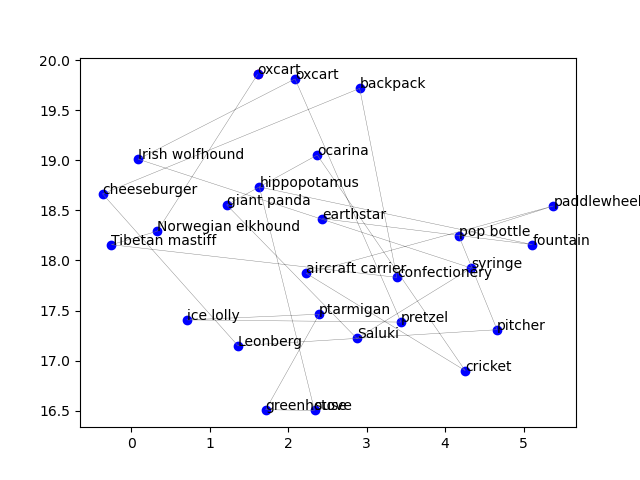 20.0
oxcart
oxcart
backpack
19.5
19.0
Irish wolfhound
ocarina
hippopotamus
cheeseburger
giant panda
paddlewheel
18.5
earthstar
Norwegian elkhound
pop bottle
Tibetan mastiff
fountain
18.0
aircraft carrier
confectionery
syringe
17.5
ice lolly
ptarmigan
pretzel
pitcher
Leonberg
Saluki
17.0
cricket
16.5
greenhouse
0
1
2
3
4
5